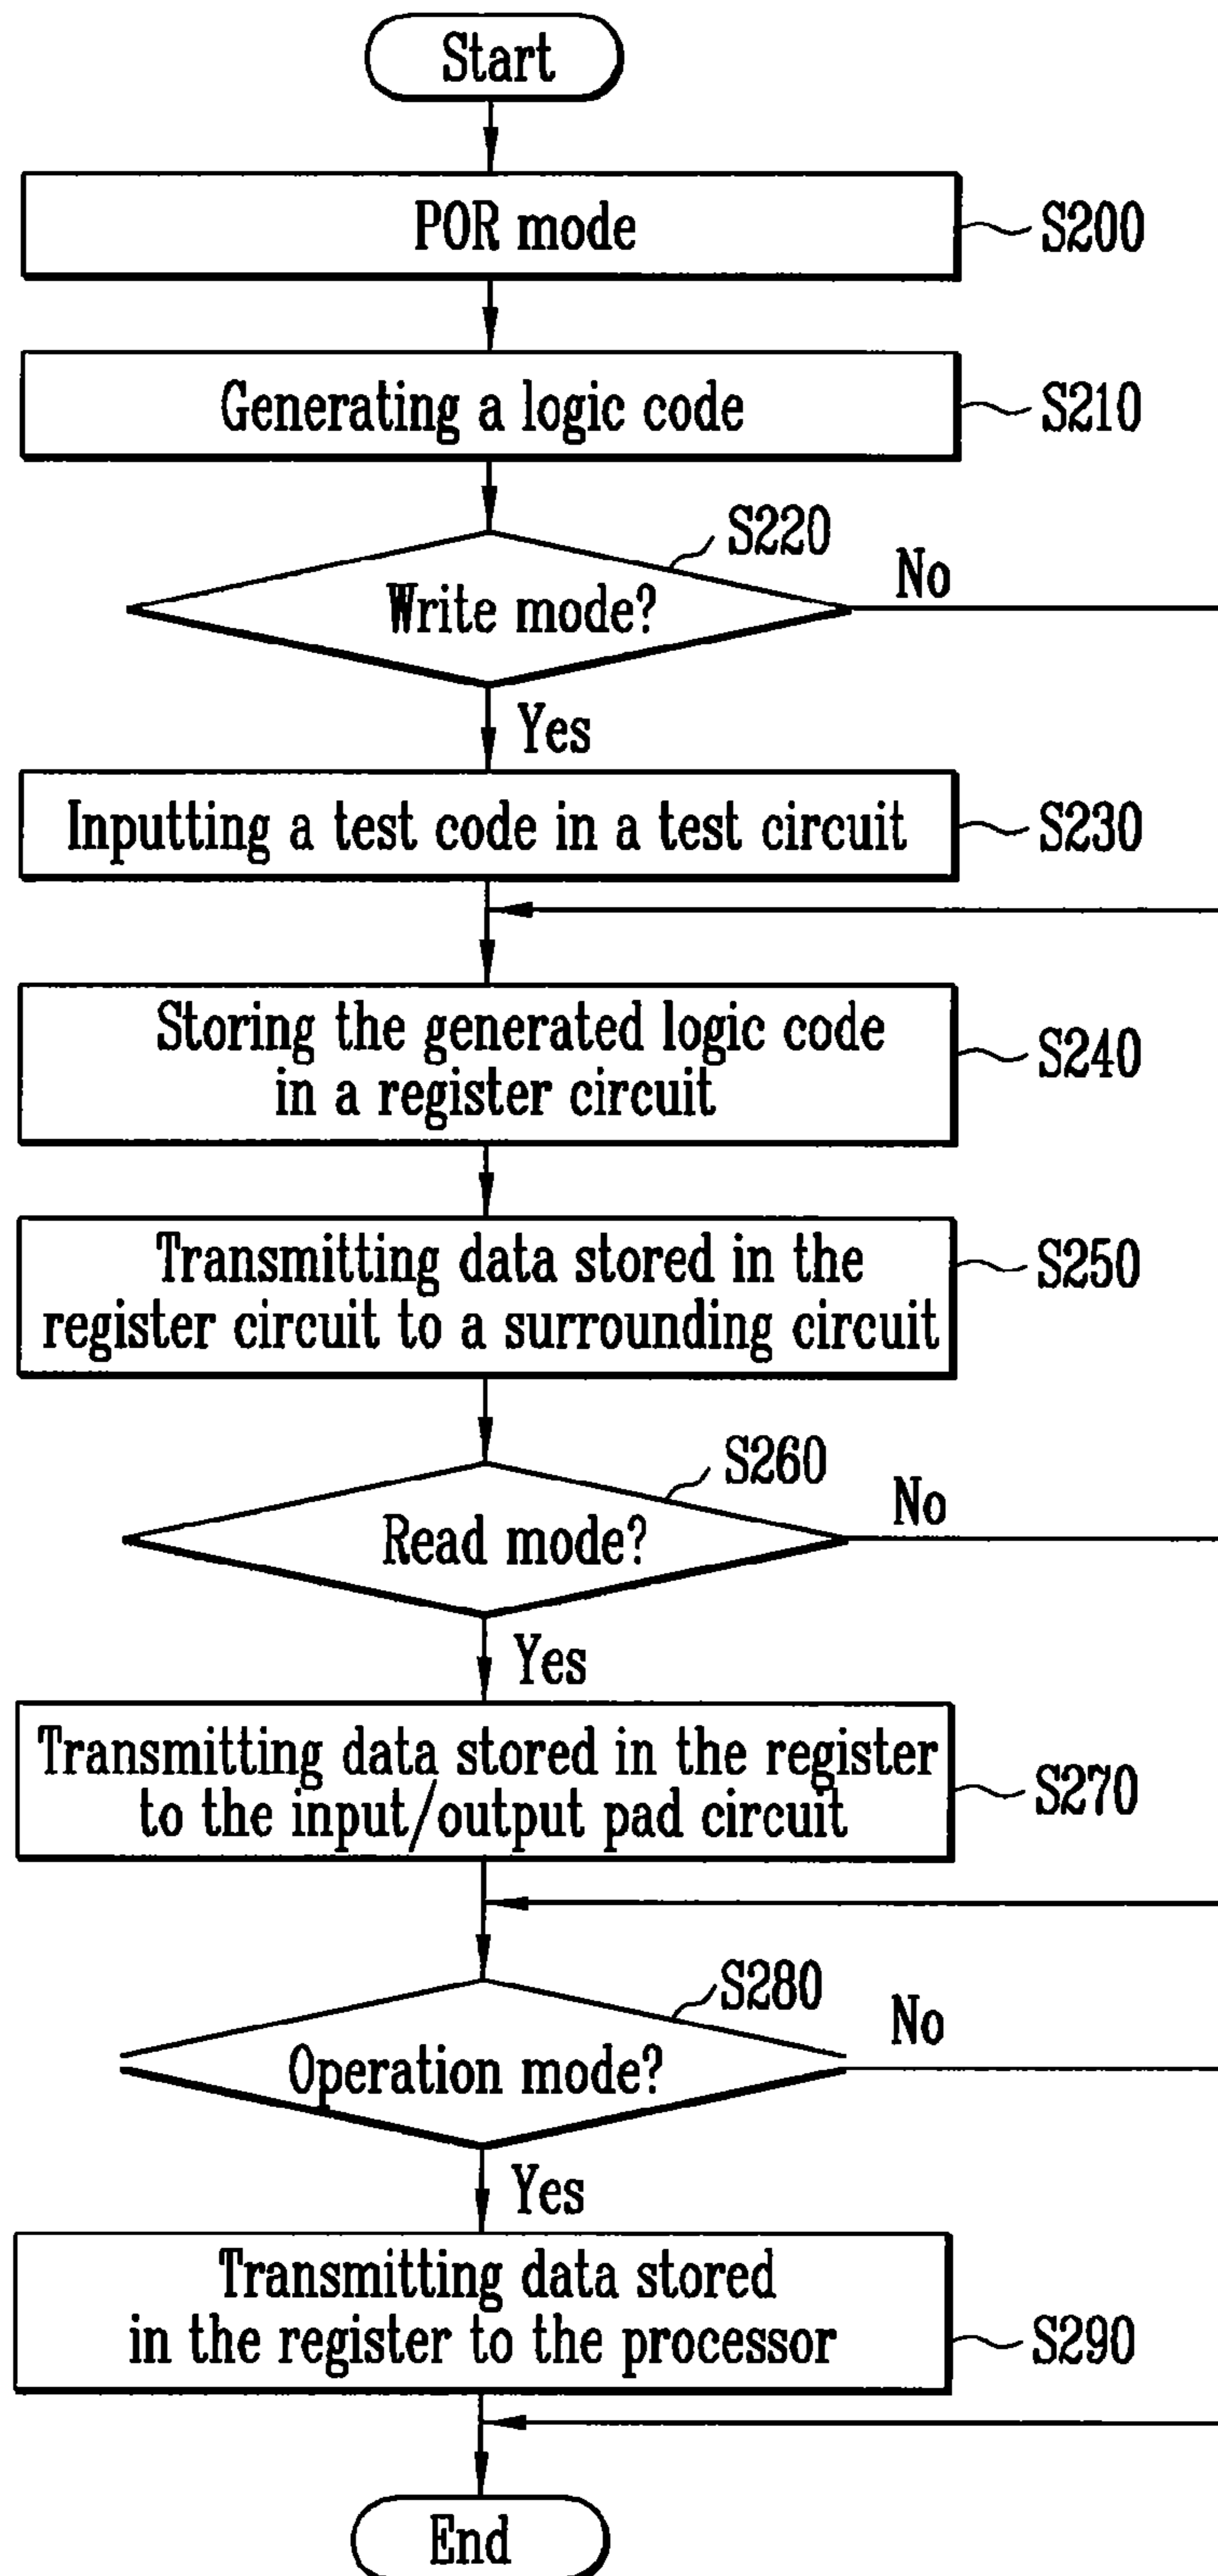 Start
POR mode
S200
Generating a logic code
S210
S220
Write mode?
No
Yes
Inputting a test code in a test circuit
S230
Storing the generated logic code
in a register circuit
S240
Transmitting data stored in the
register circuit to a surrounding circuit
S250
S260
Read mode?
No
Yes
Transmitting data stored in the register
to the input/output pad circuit
S270
S280
Operation mode?
No
Yes
Transmitting data stored
in the register to the processor
S290
End